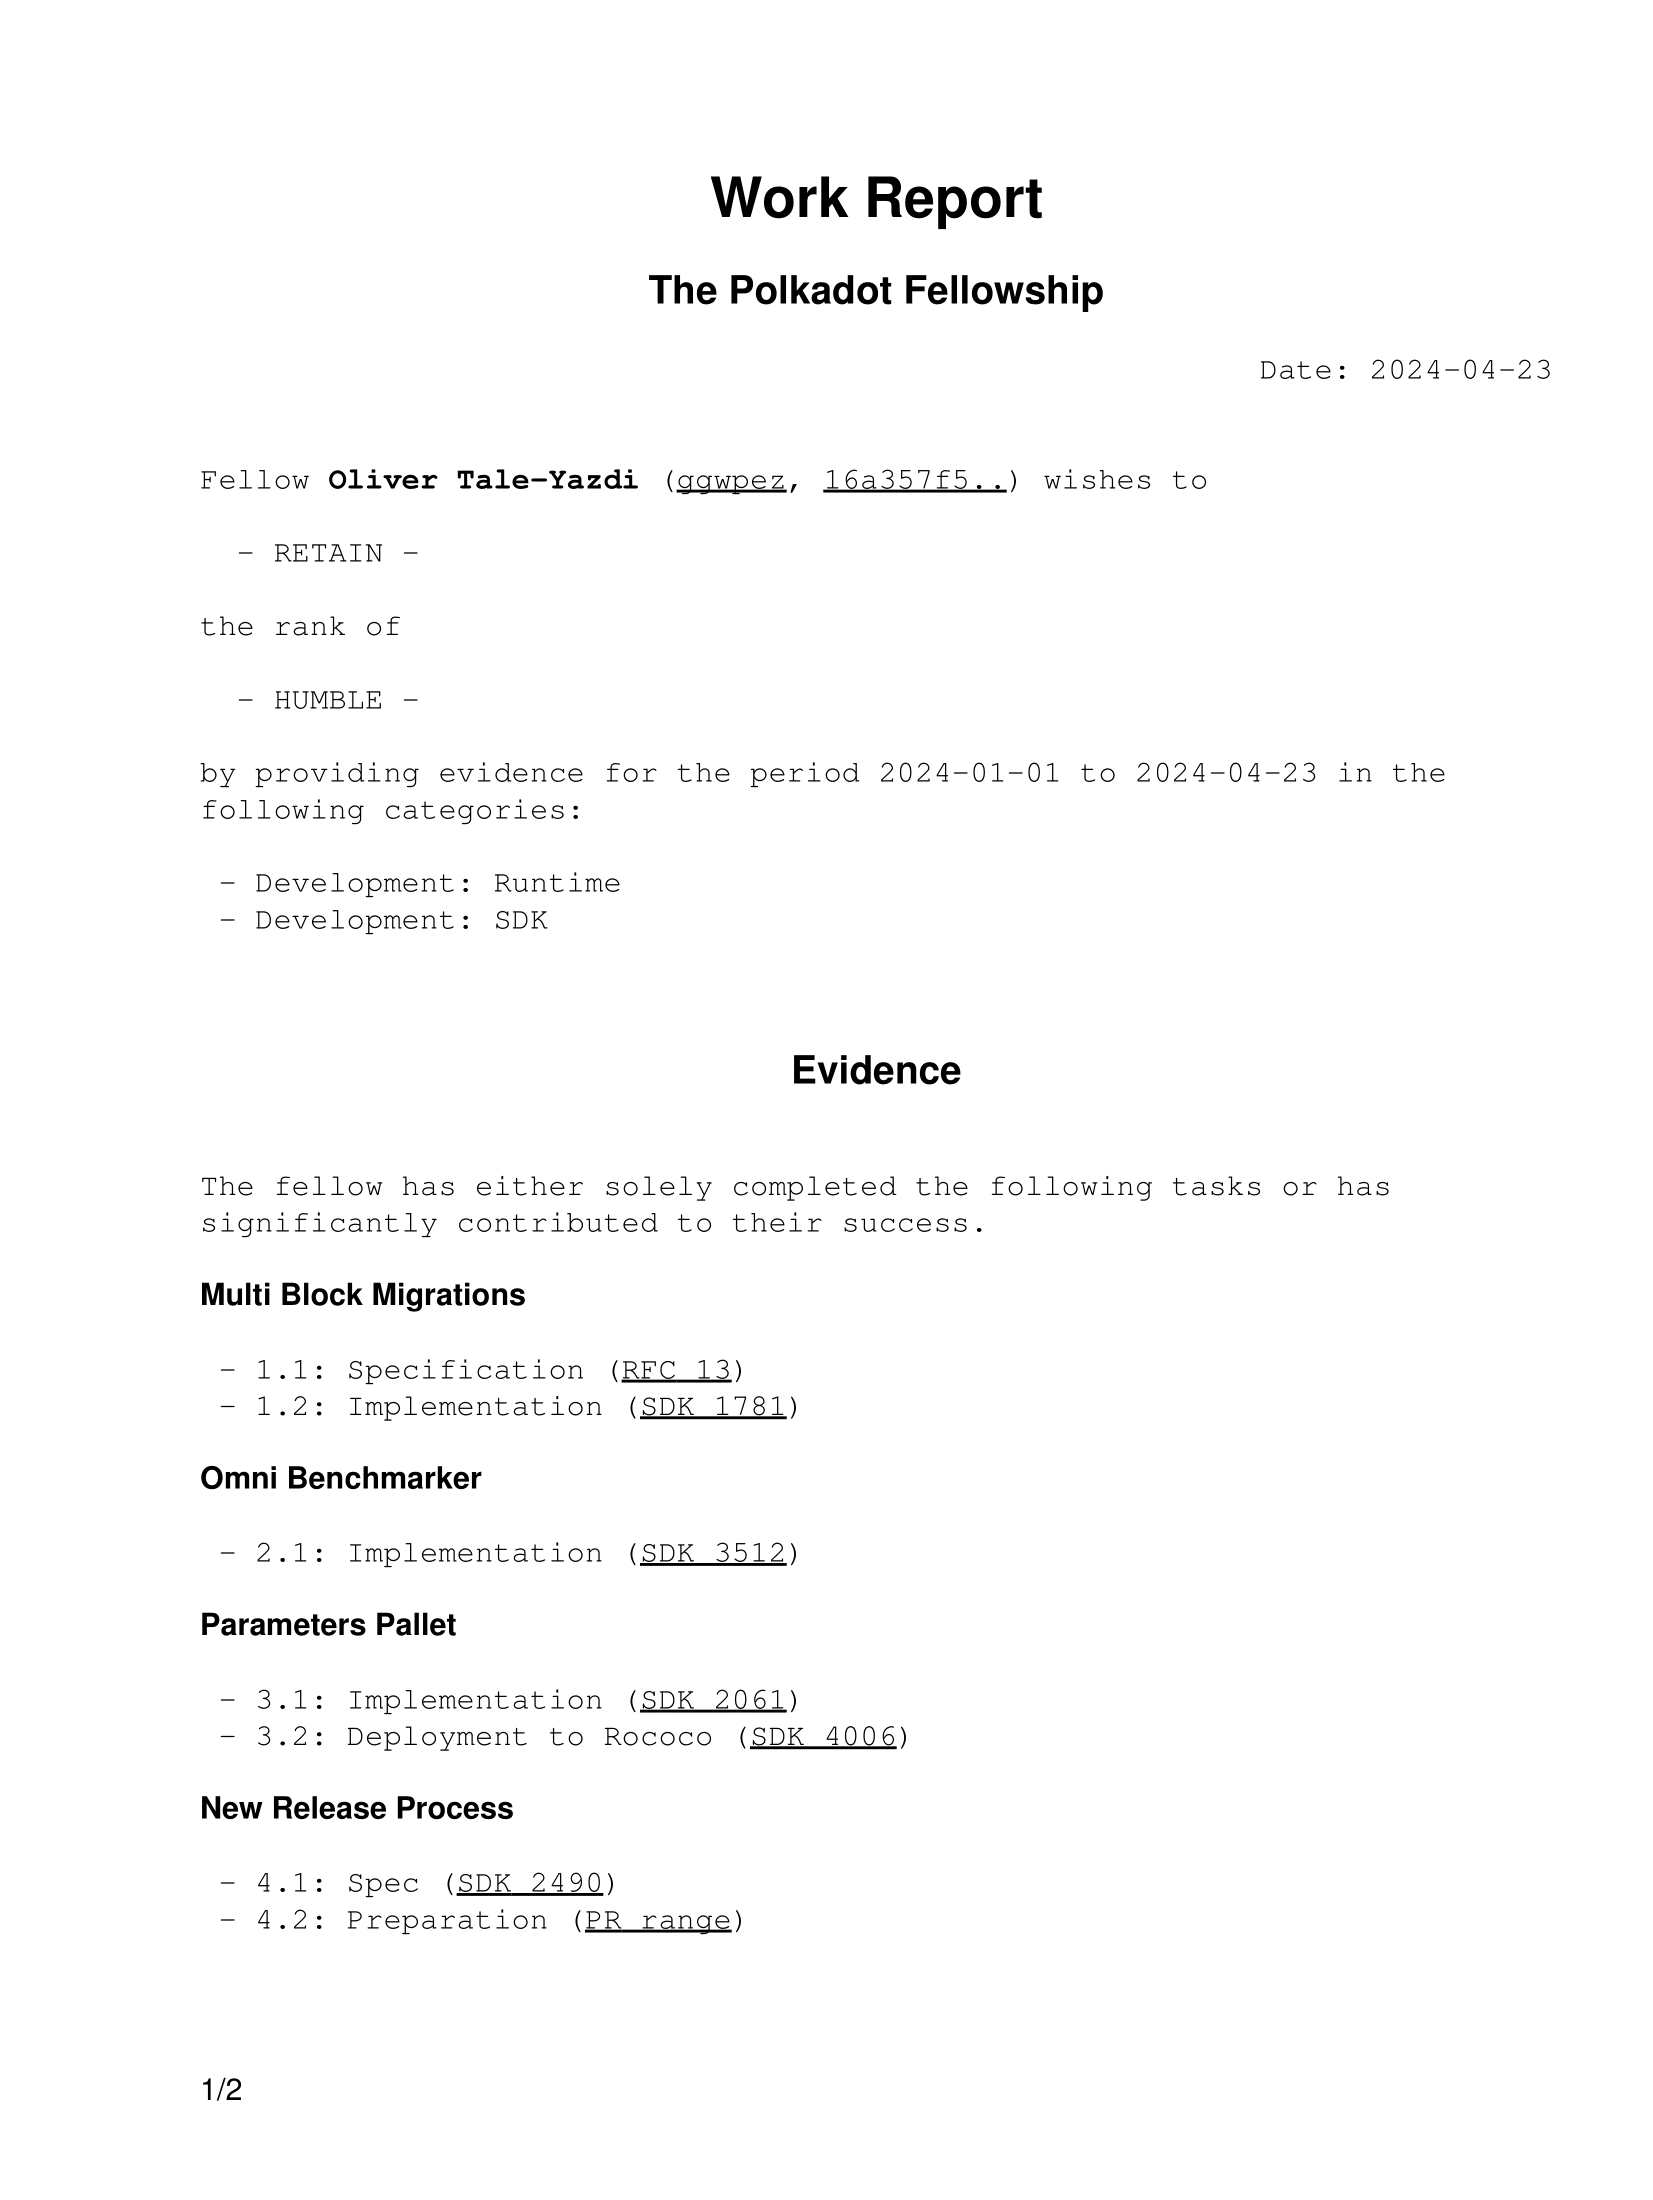 Work Report
The Polkadot Fellowship
Date: 2024-04-23
Fellow Oliver Tale-Yazdi (ggwpez, 16a357f5..) wishes to
- RETAIN -
the rank of
- HUMBLE -
by providing evidence for the period 2024-01-01 to 2024-04-23 in the
following categories:
- Development: Runtime
- Development: SDK
Evidence
The fellow has either solely completed the following tasks or has
significantly contributed to their success.
Multi Block Migrations
- 1.1: Specification (RFC 13)
- 1.2: Implementation (SDK 1781)
Omni Benchmarker
- 2.1: Implementation (SDK 3512)
Parameters Pallet
- 3.1: Implementation (SDK 2061)
- 3.2: Deployment to Rococo (SDK 4006)
New Release Process
- 4.1: Spec (SDK 2490)
- 4.2: Preparation (PR range)
1/2